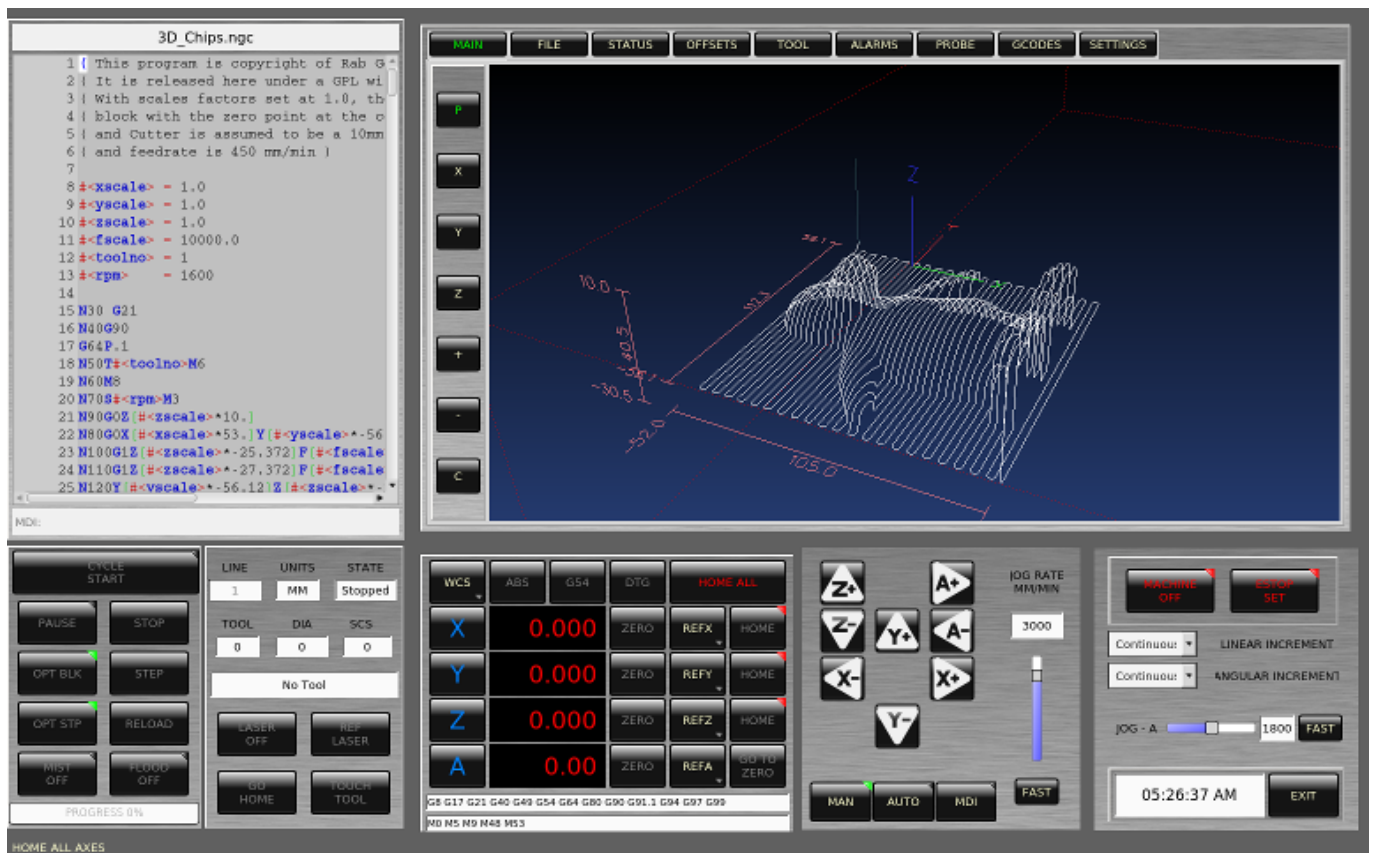 3D_Chips.ngc
1 ( This program is copyright of Rab G
2 ( It is released here under a GPL wi
3 ( With scales factors set at 1.0, th
4 ( block with the zero point at the c
5 ( and Cutter is assumed to be a 10mm
6 ( and feedrate is 450 mm/min )
7
8 #<xscale> = 1.0
9 #<yscale> = 1.0
10 #<zscale> = 1.0
11 #<fscale> = 10000.0
12 #<toolno> = 1
13 #<rpm>    = 1600
14
15 N30 G21
16 N40G90
17 G64P.1
18 N50T#<toolno>M6
19 N60M8
20 N70S#<rpm>M3
21 N90G0Z[#<zscale>*10.]
22 N80G0X[#<xscale>*53.]Y[#<yscale>*-56
23 N100G1Z[#<zscale>*-25.372]F[#<fscale
24 N110G1Z[#<zscale>*-27.372]F[#<fscale
25 N120Y[#<yscale>*-56.12]Z[#<zscale>*-
MDI:
MAIN FILE STATUS OFFSETS TOOL ALARMS PROBE GCODES SETTINGS
P
X
Y
Z
+
-
C
Z
Y
10.0
40.5
-30.5
-52.0
105.0
CYCLE
START
PAUSE STOP
OPT BLK STEP
OPT STP RELOAD
MIST
OFF
FLOOD
OFF
PROGRESS 0%
LINE UNITS STATE
1 MM Stopped
TOOL DIA SCS
0 0 0
No Tool
LASER
OFF
REF
LASER
GO
HOME
TOUCH
TOOL
WCS ABS G54 DTG HOME ALL
X 0.000 ZERO REFX HOME
Y 0.000 ZERO REFY HOME
Z 0.000 ZERO REFZ HOME
A 0.00 ZERO REFA GO TO
ZERO
G8 G17 G21 G40 G49 G54 G64 G80 G90 G91.1 G94 G97 G99
M0 M5 M9 M48 M53
Z+ A+
Z- Y+ A-
X- X+
Y-
JOG RATE
MM/MIN
3000
FAST
MAN AUTO MDI
MACHINE
OFF
ESTOP
SET
Continuou: LINEAR INCREMENT
Continuou: ANGULAR INCREMENT
JOG - A 1800 FAST
05:26:37 AM EXIT
HOME ALL AXES